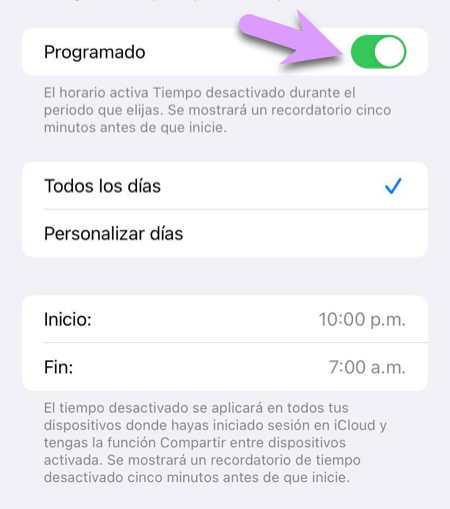 Programado
El horario activa Tiempo desactivado durante el
periodo que elijas. Se mostrará un recordatorio cinco
minutos antes de que inicie.
Todos los días
Personalizar días
Inicio: 10:00 p.m.
Fin: 7:00 a.m.
El tiempo desactivado se aplicará en todos tus
dispositivos donde hayas iniciado sesión en iCloud y
tengas la función Compartir entre dispositivos
activada. Se mostrará un recordatorio de tiempo
desactivado cinco minutos antes de que inicie.